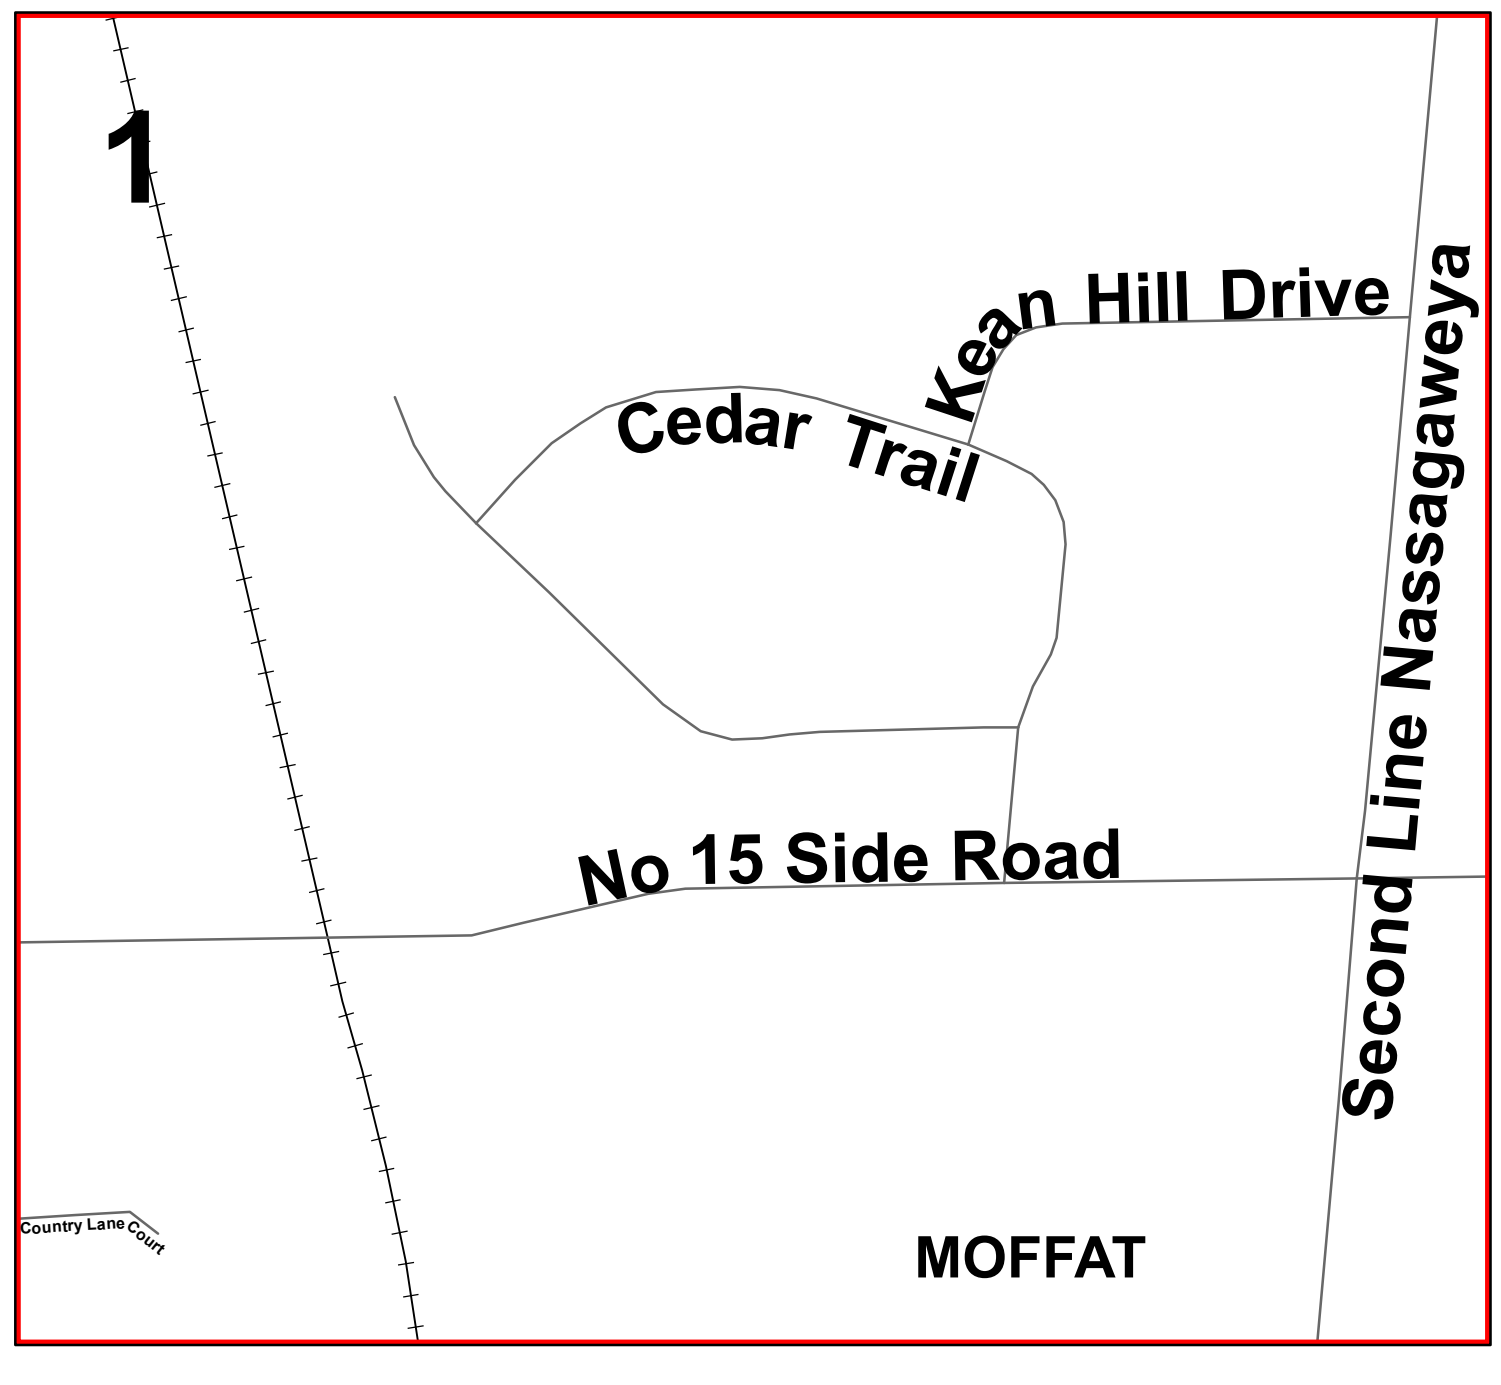 1
Kean Hill Drive
Cedar Trail
Second Line Nassagaweya
No 15 Side Road
Country Lane Court
MOFFAT